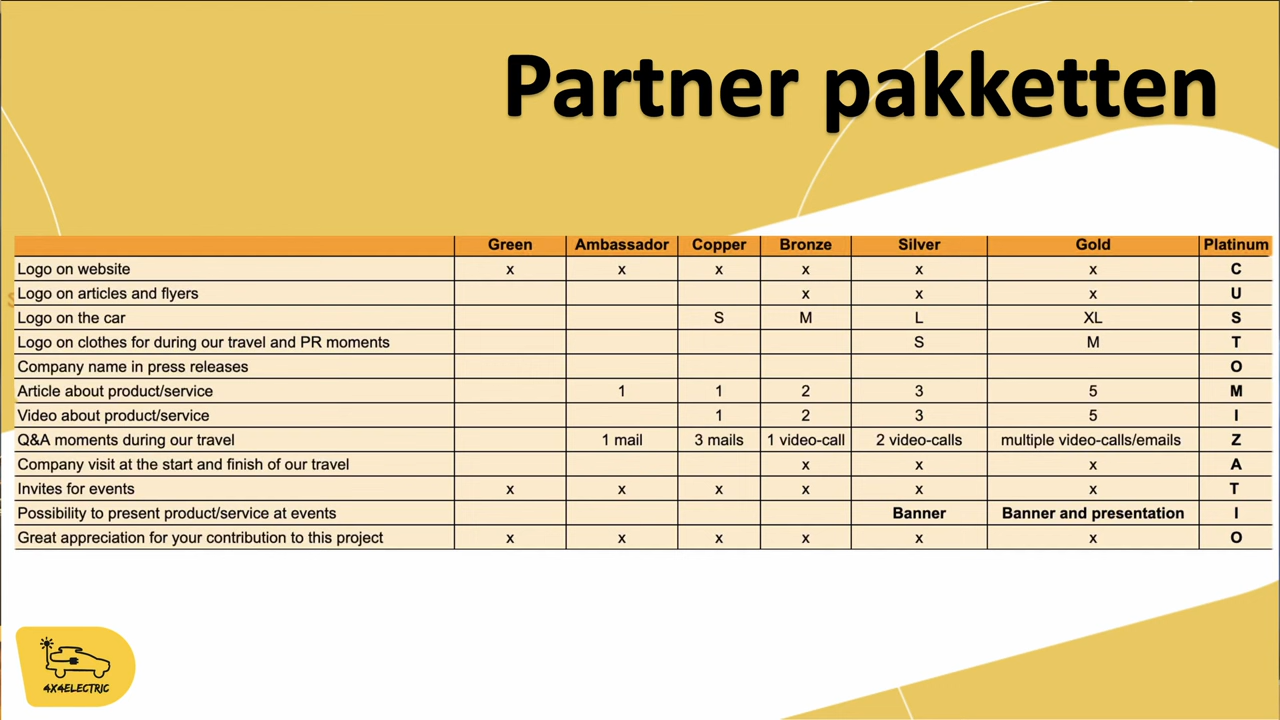 Partner pakketten
Green Ambassador Copper Bronze Silver Gold Platinum
Logo on website x x x x x x C
Logo on articles and flyers x x x U
Logo on the car S M L XL S
Logo on clothes for during our travel and PR moments S M T
Company name in press releases O
Article about product/service 1 1 2 3 5 M
Video about product/service 1 2 3 5 I
Q&A moments during our travel 1 mail 3 mails 1 video-call 2 video-calls multiple video-calls/emails Z
Company visit at the start and finish of our travel x x x A
Invites for events x x x x x x T
Possibility to present product/service at events Banner Banner and presentation I
Great appreciation for your contribution to this project x x x x x x O
4X4ELECTRIC